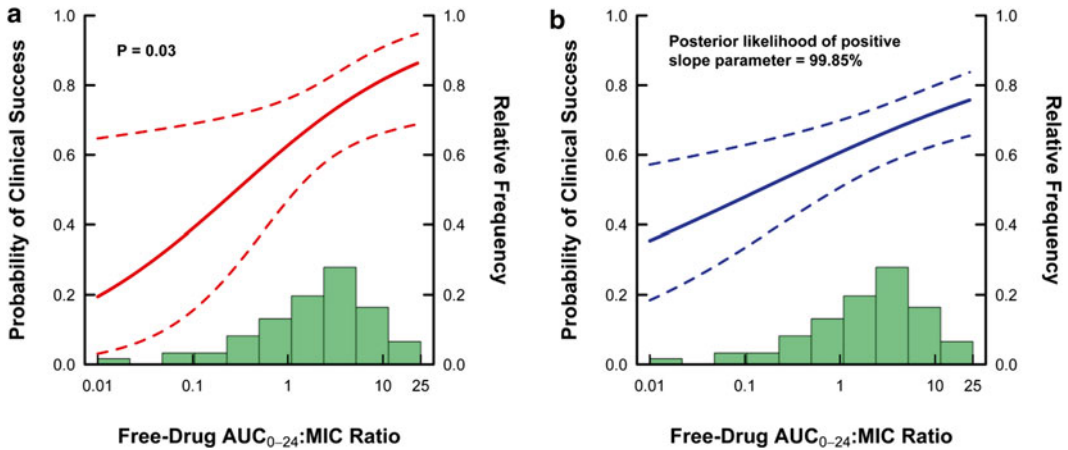 a
P = 0.03
Probability of Clinical Success
1.0
0.8
0.6
0.4
0.2
0.0
Relative Frequency
1.0
0.8
0.6
0.4
0.2
0.0
0.01 0.1 1 10 25
Free-Drug AUC0–24:MIC Ratio
b
Posterior likelihood of positive
slope parameter = 99.85%
Probability of Clinical Success
1.0
0.8
0.6
0.4
0.2
0.0
Relative Frequency
1.0
0.8
0.6
0.4
0.2
0.0
0.01 0.1 1 10 25
Free-Drug AUC0–24:MIC Ratio